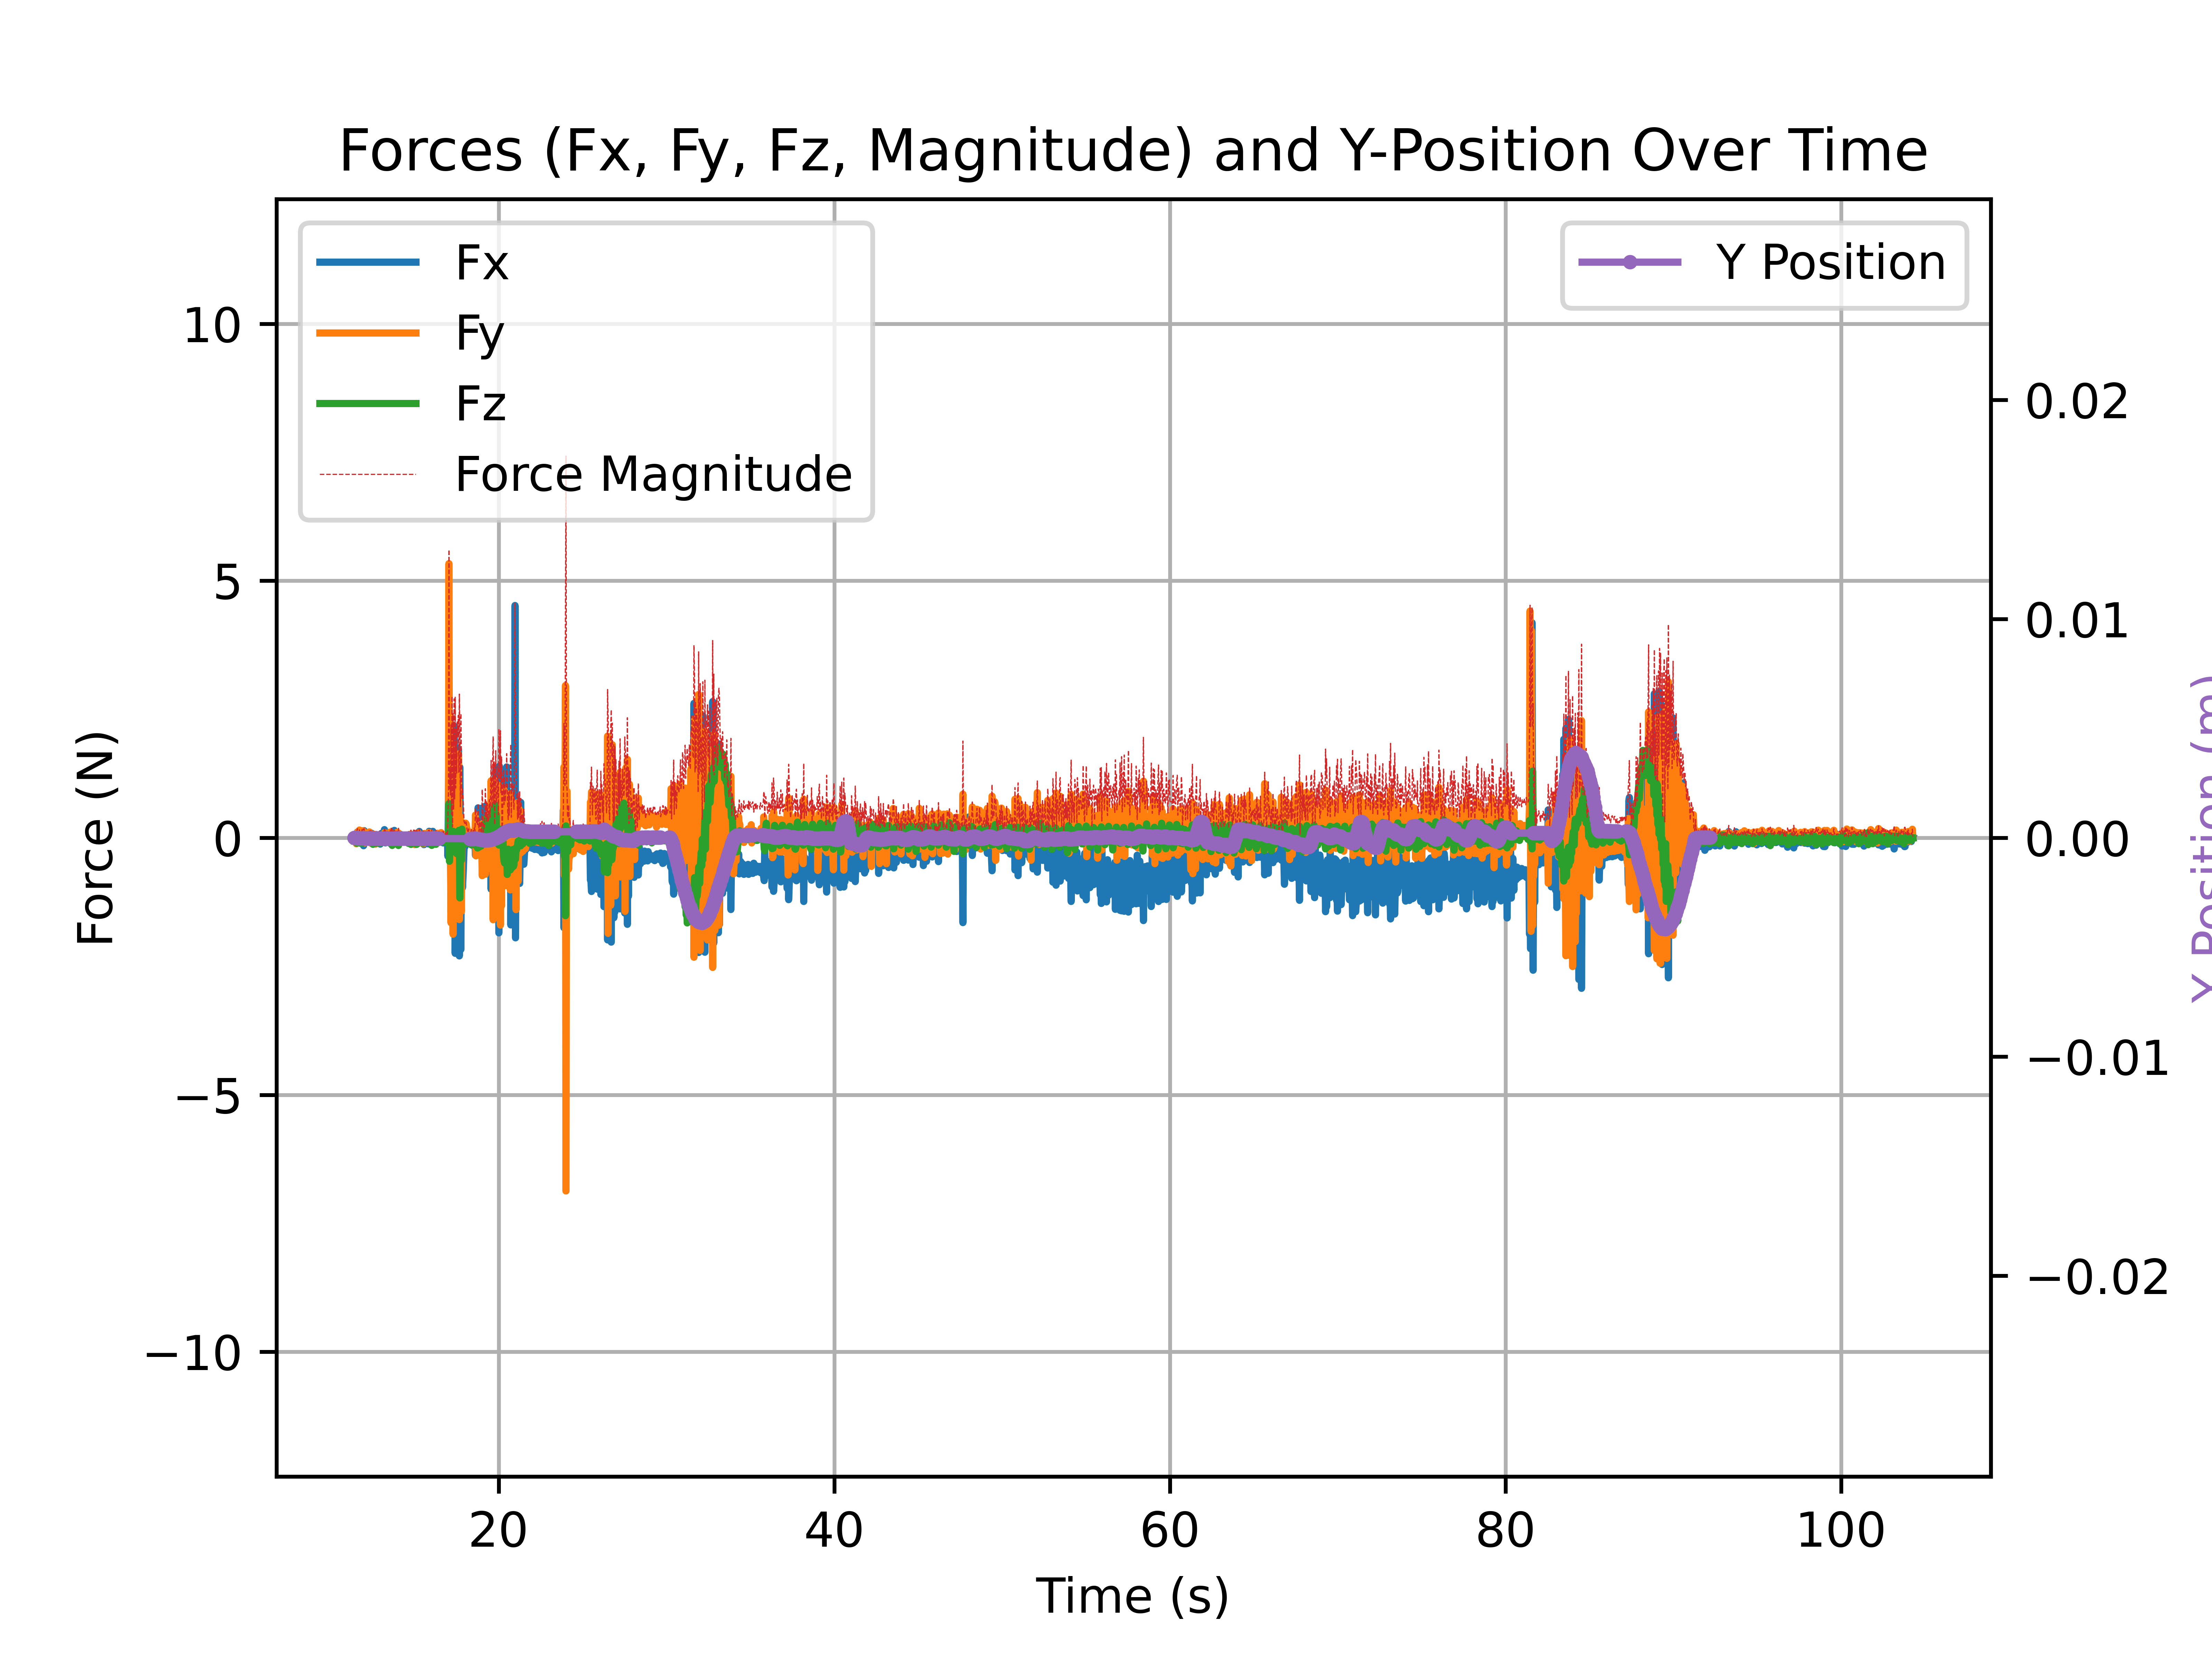 Forces (Fx, Fy, Fz, Magnitude) and Y-Position Over Time
Fx
Fy
Fz
Force Magnitude
Y Position
10
5
0
−5
−10
Force (N)
0.02
0.01
0.00
−0.01
−0.02
Y Position (m)
20
40
60
80
100
Time (s)